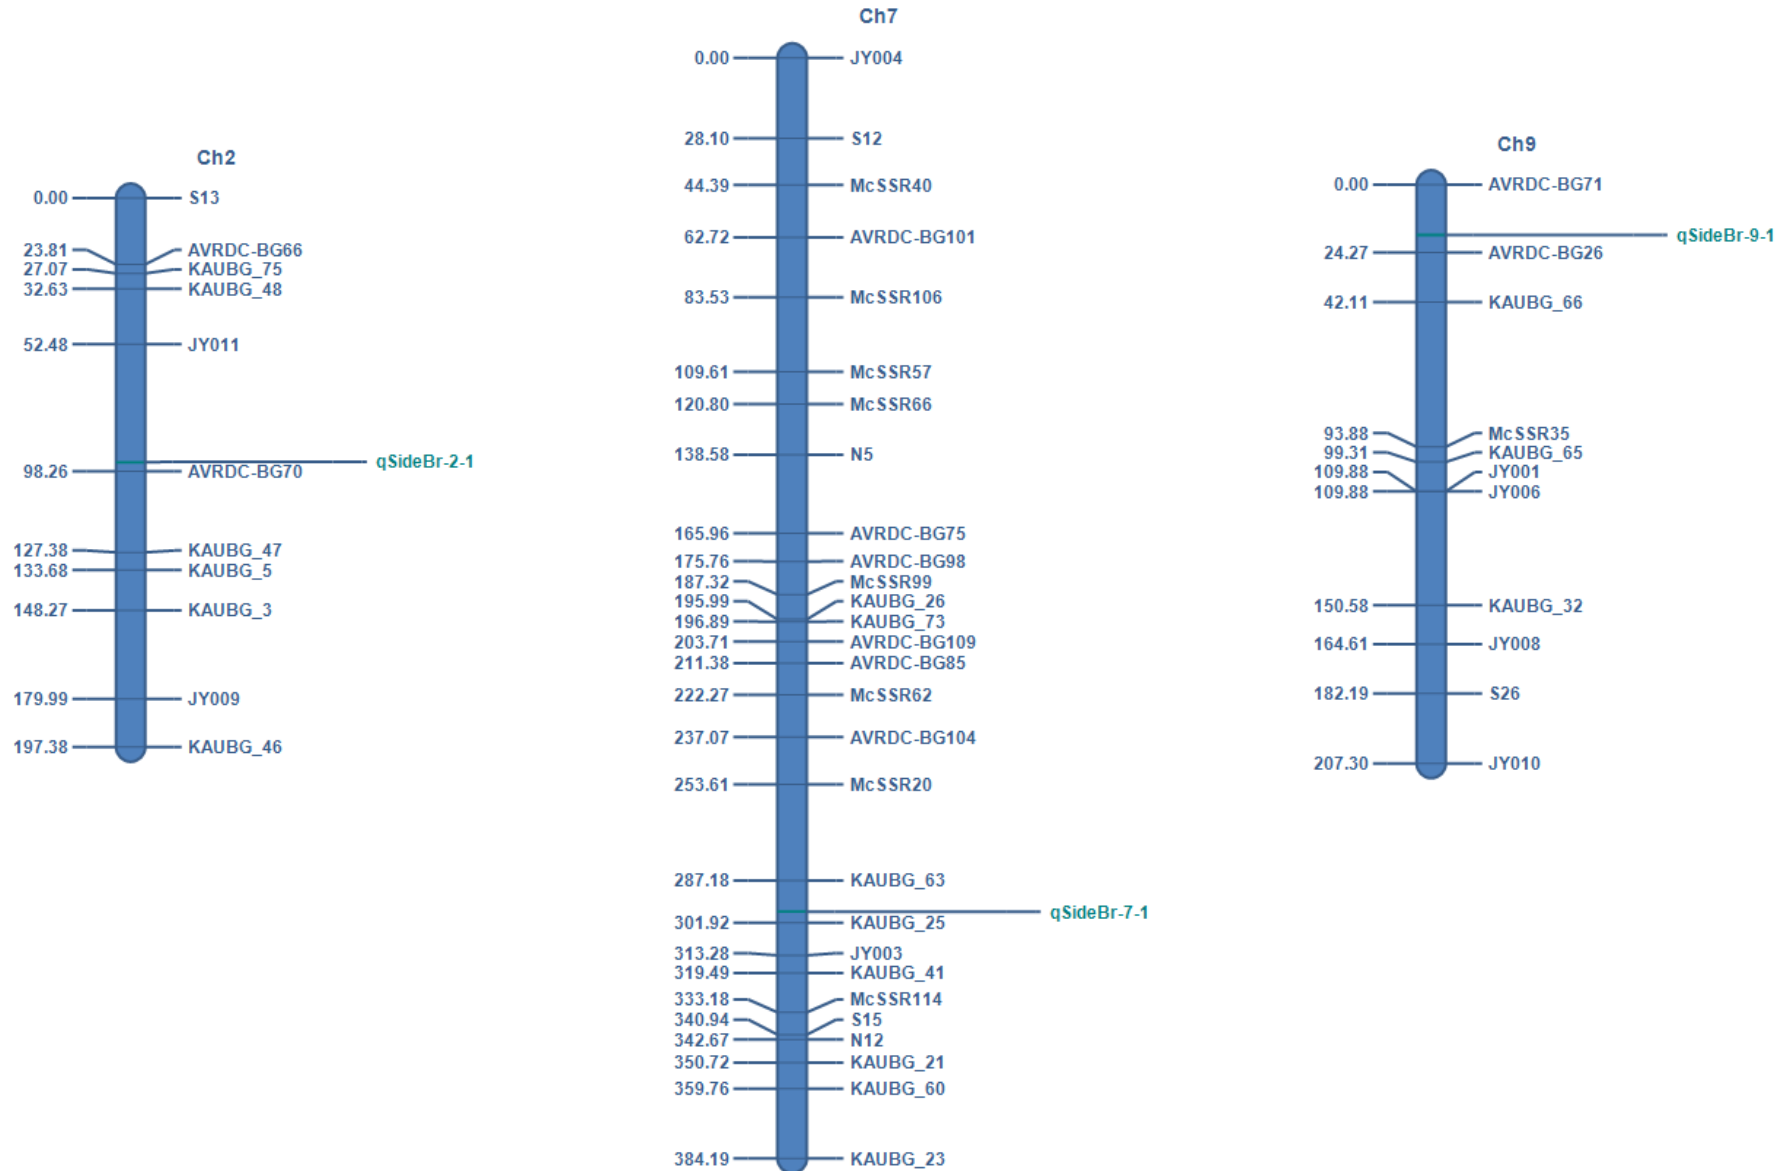 Ch2
0.00 S13
23.81 AVRDC-BG66
27.07 KAUBG_75
32.63 KAUBG_48
52.48 JY011
qSideBr-2-1
98.26 AVRDC-BG70
127.38 KAUBG_47
133.68 KAUBG_5
148.27 KAUBG_3
179.99 JY009
197.38 KAUBG_46
Ch7
0.00 JY004
28.10 S12
44.39 McSSR40
62.72 AVRDC-BG101
83.53 McSSR106
109.61 McSSR57
120.80 McSSR66
138.58 N5
165.96 AVRDC-BG75
175.76 AVRDC-BG98
187.32 McSSR99
195.99 KAUBG_26
196.89 KAUBG_73
203.71 AVRDC-BG109
211.38 AVRDC-BG85
222.27 McSSR62
237.07 AVRDC-BG104
253.61 McSSR20
287.18 KAUBG_63
qSideBr-7-1
301.92 KAUBG_25
313.28 JY003
319.49 KAUBG_41
333.18 McSSR114
340.94 S15
342.67 N12
350.72 KAUBG_21
359.76 KAUBG_60
384.19 KAUBG_23
Ch9
0.00 AVRDC-BG71
qSideBr-9-1
24.27 AVRDC-BG26
42.11 KAUBG_66
93.88 McSSR35
99.31 KAUBG_65
109.88 JY001
109.88 JY006
150.58 KAUBG_32
164.61 JY008
182.19 S26
207.30 JY010